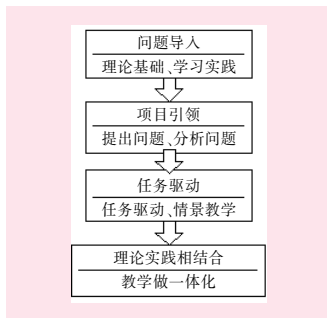 问题导入
理论基础、学习实践
项目引领
提出问题、分析问题
任务驱动
任务驱动、情景教学
理论实践相结合
教学做一体化